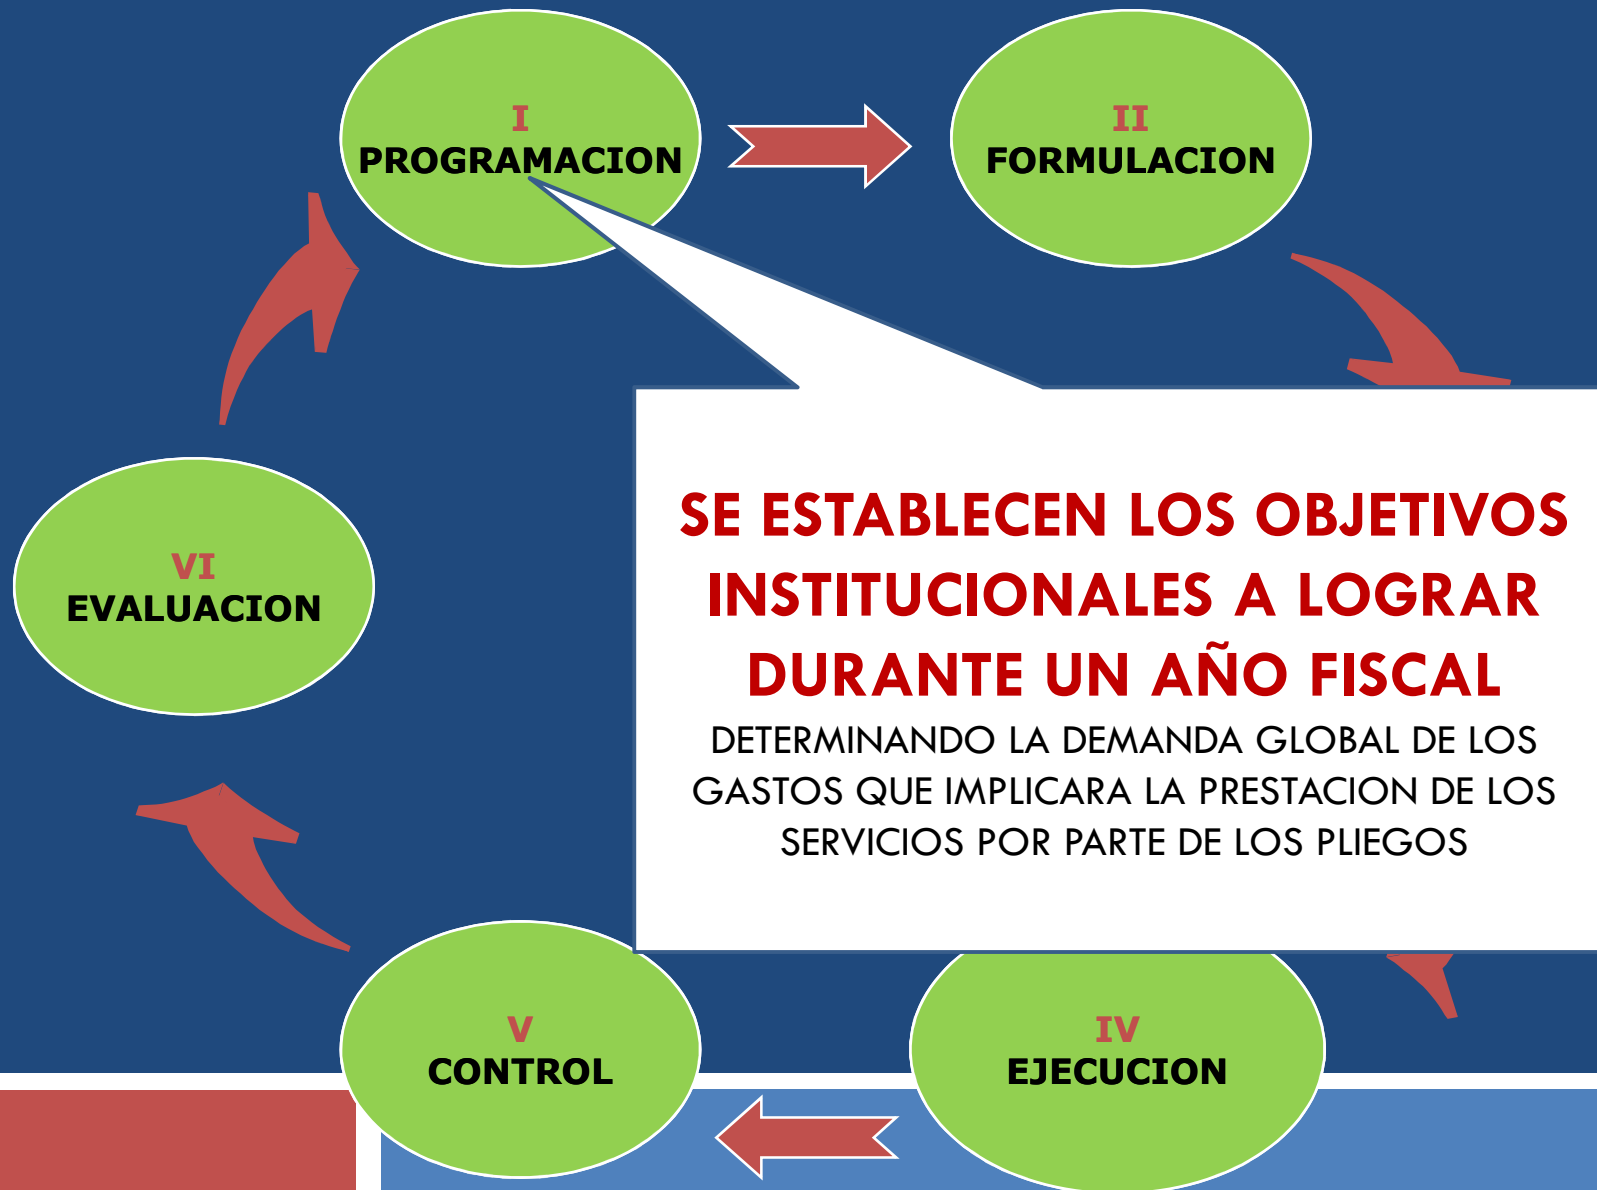 I
PROGRAMACION
II
FORMULACION
SE ESTABLECEN LOS OBJETIVOS
INSTITUCIONALES A LOGRAR
DURANTE UN AÑO FISCAL
DETERMINANDO LA DEMANDA GLOBAL DE LOS
GASTOS QUE IMPLICARA LA PRESTACION DE LOS
SERVICIOS POR PARTE DE LOS PLIEGOS
VI
EVALUACION
V
CONTROL
IV
EJECUCION